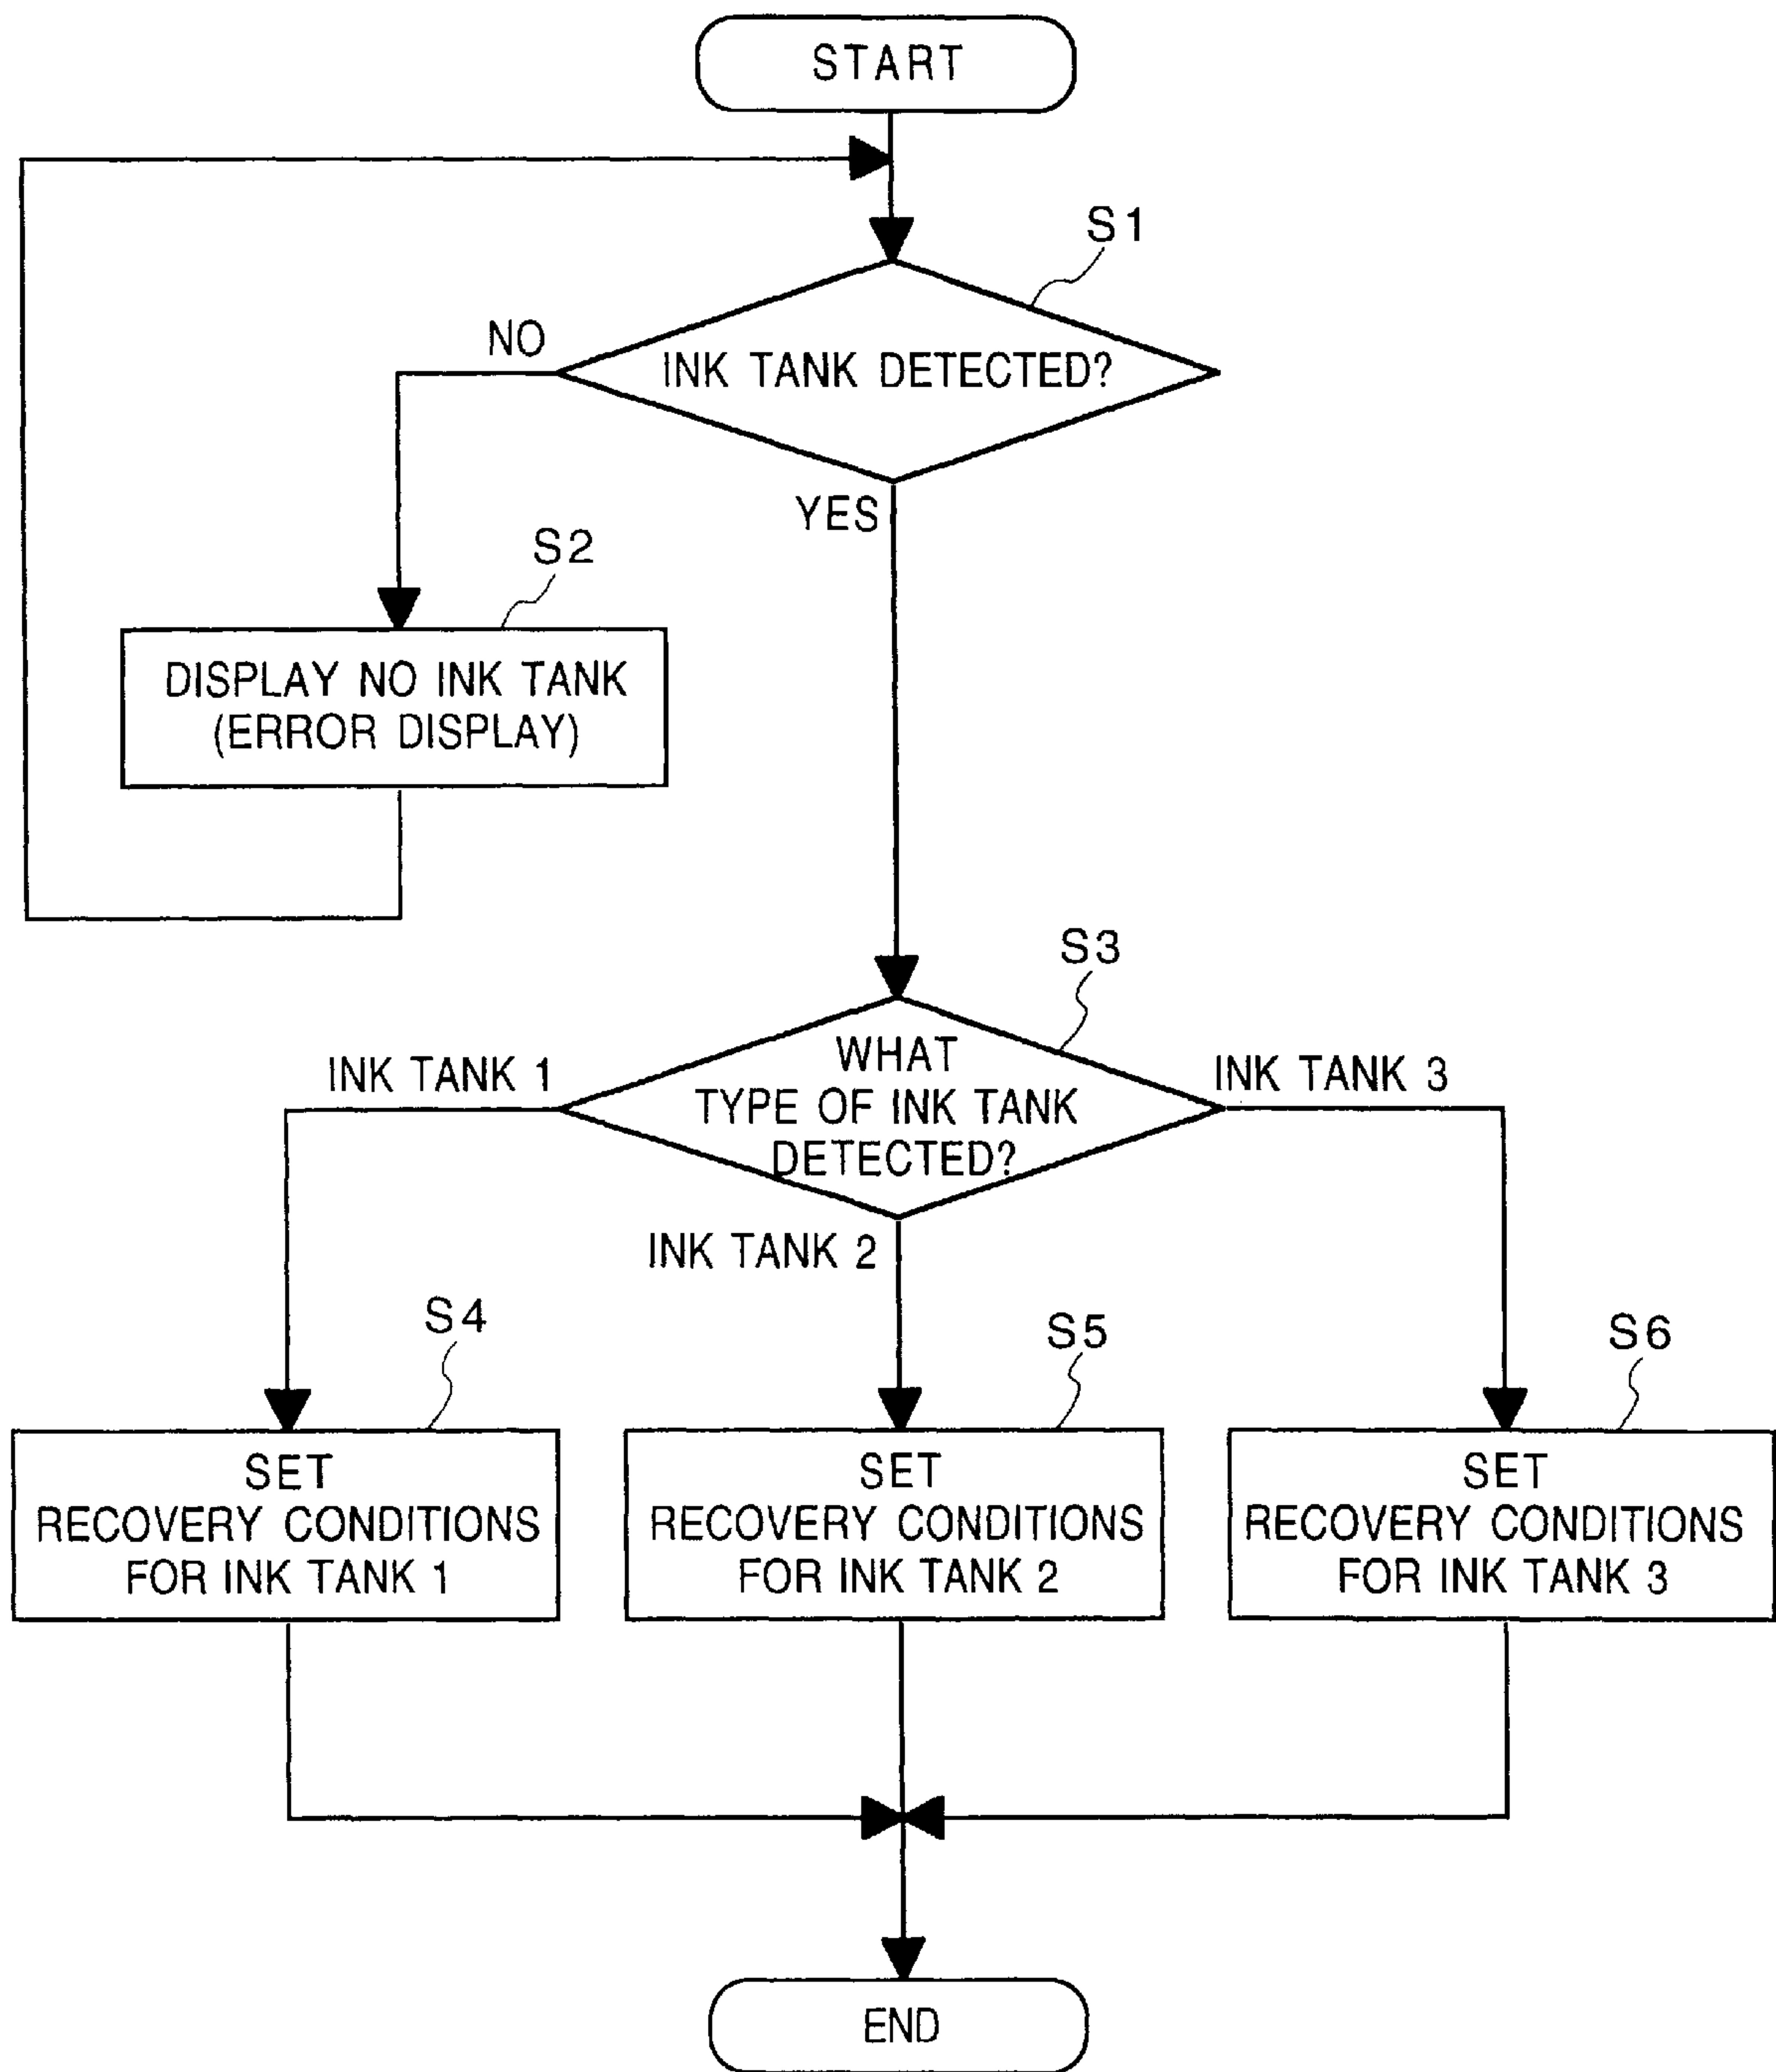 START
S1
NO
INK TANK DETECTED?
YES
S2
DISPLAY NO INK TANK
(ERROR DISPLAY)
S3
INK TANK 1
WHAT
TYPE OF INK TANK
DETECTED?
INK TANK 3
INK TANK 2
S4
S5
S6
SET
RECOVERY CONDITIONS
FOR INK TANK 1
SET
RECOVERY CONDITIONS
FOR INK TANK 2
SET
RECOVERY CONDITIONS
FOR INK TANK 3
END